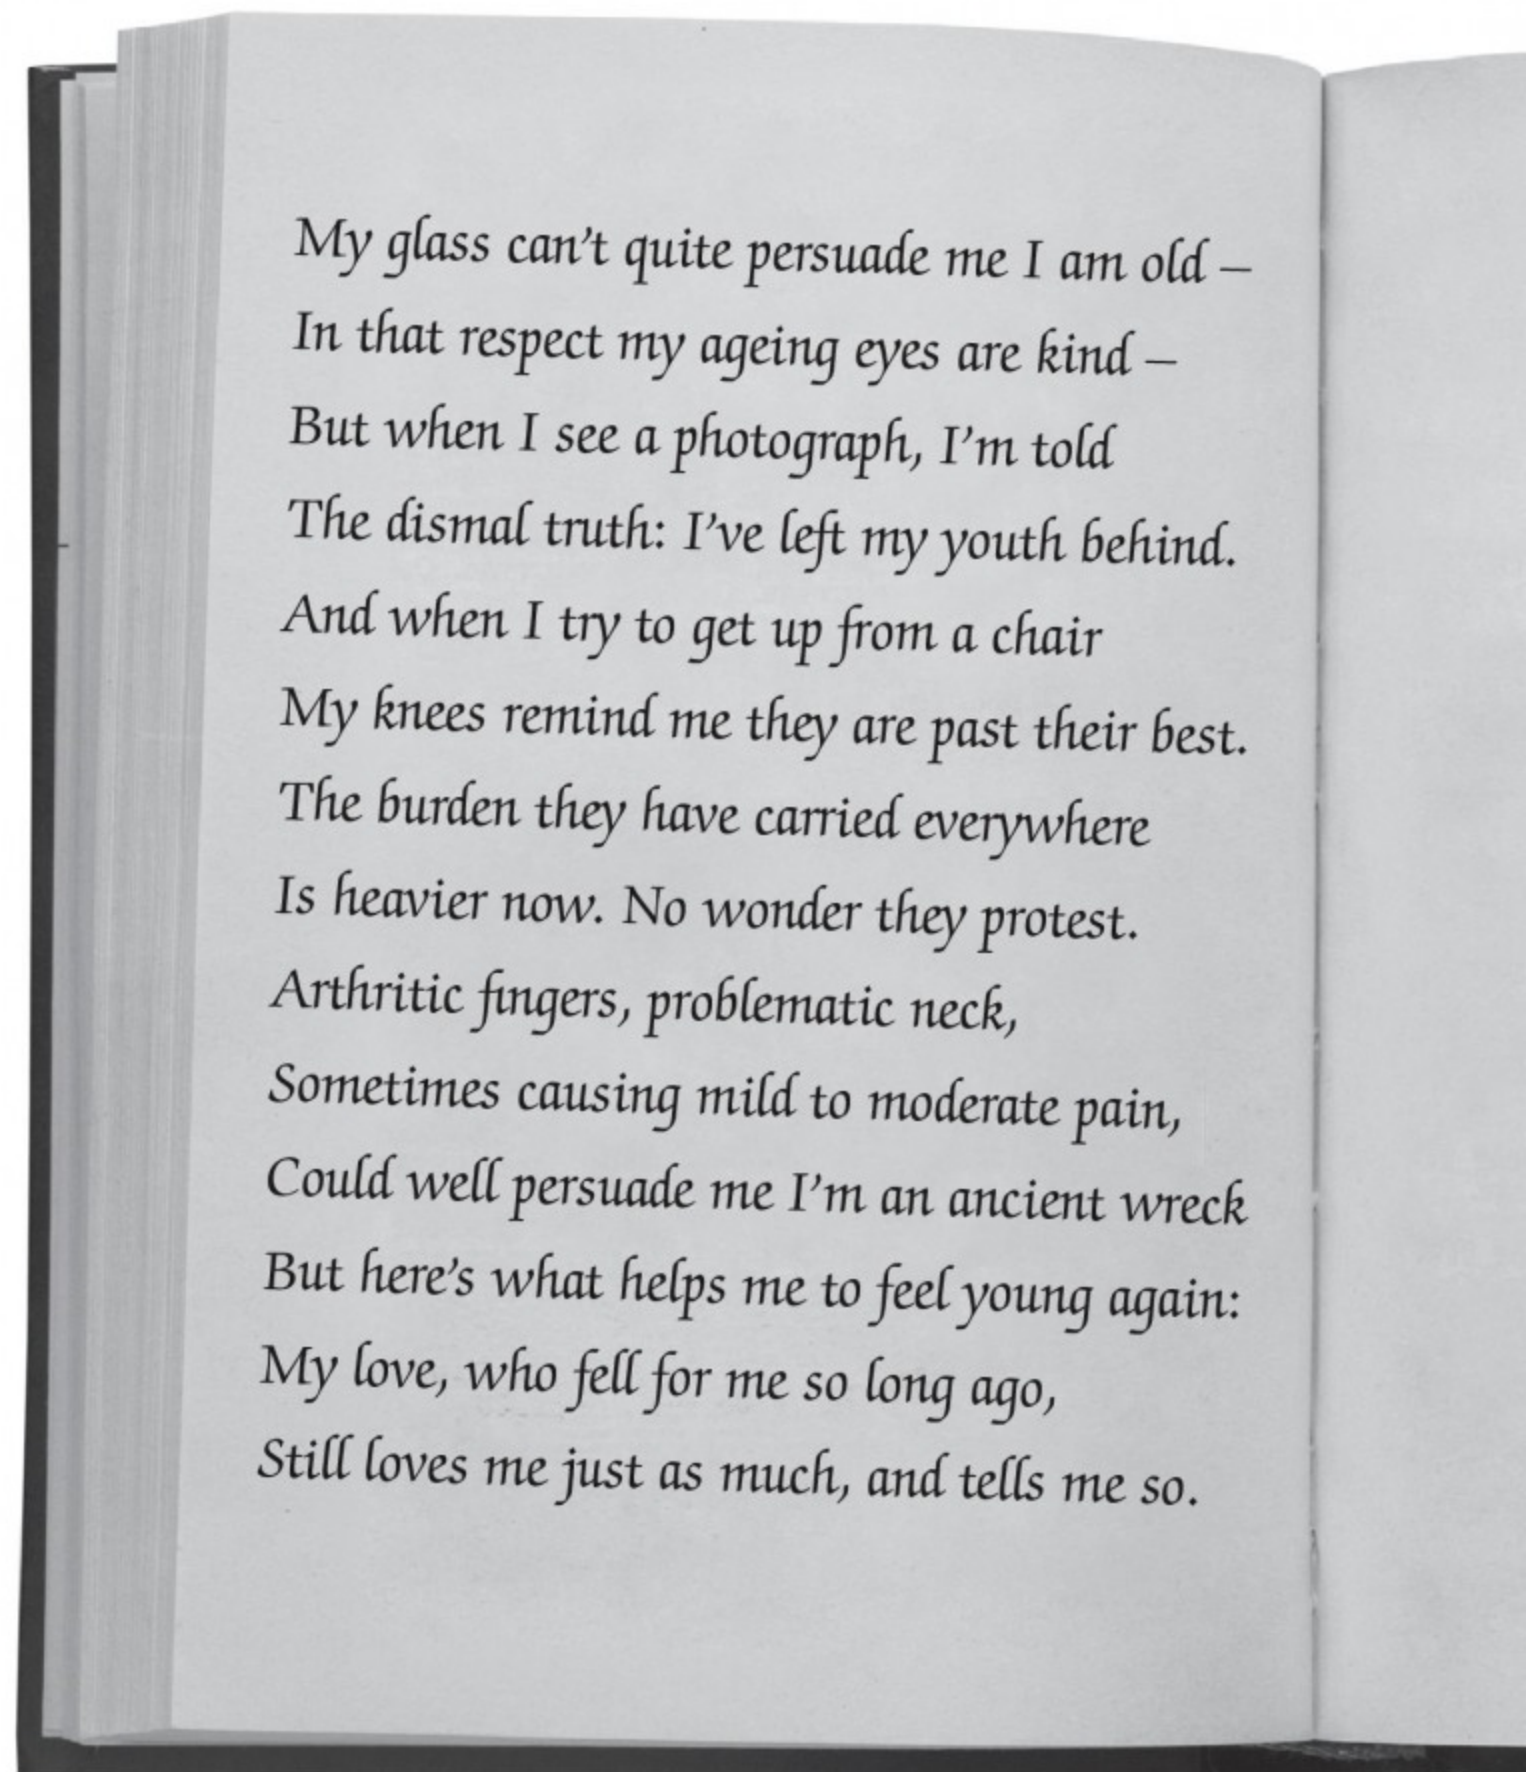 My glass can't quite persuade me I am old –
In that respect my ageing eyes are kind –
But when I see a photograph, I'm told
The dismal truth: I've left my youth behind.
And when I try to get up from a chair
My knees remind me they are past their best.
The burden they have carried everywhere
Is heavier now. No wonder they protest.
Arthritic fingers, problematic neck,
Sometimes causing mild to moderate pain,
Could well persuade me I'm an ancient wreck
But here's what helps me to feel young again:
My love, who fell for me so long ago,
Still loves me just as much, and tells me so.